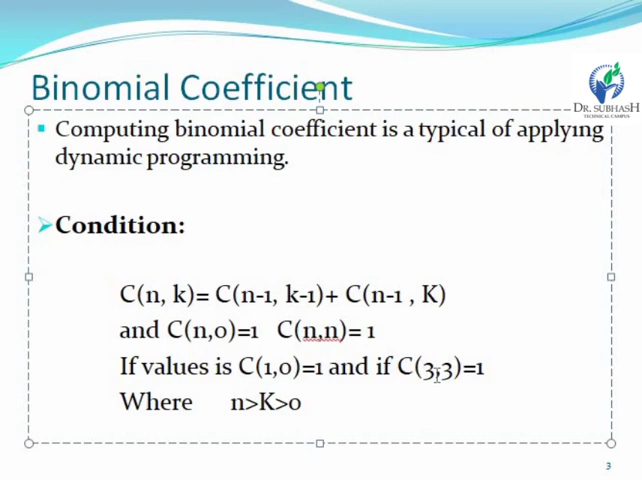 Binomial Coefficient
DR. SUBHASH
TECHNICAL CAMPUS
Computing binomial coefficient is a typical of applying
dynamic programming.
Condition:
C(n, k)= C(n-1, k-1)+ C(n-1 , K)
and C(n,0)=1 C(n,n)= 1
If values is C(1,0)=1 and if C(3,3)=1
Where n>K>0
3